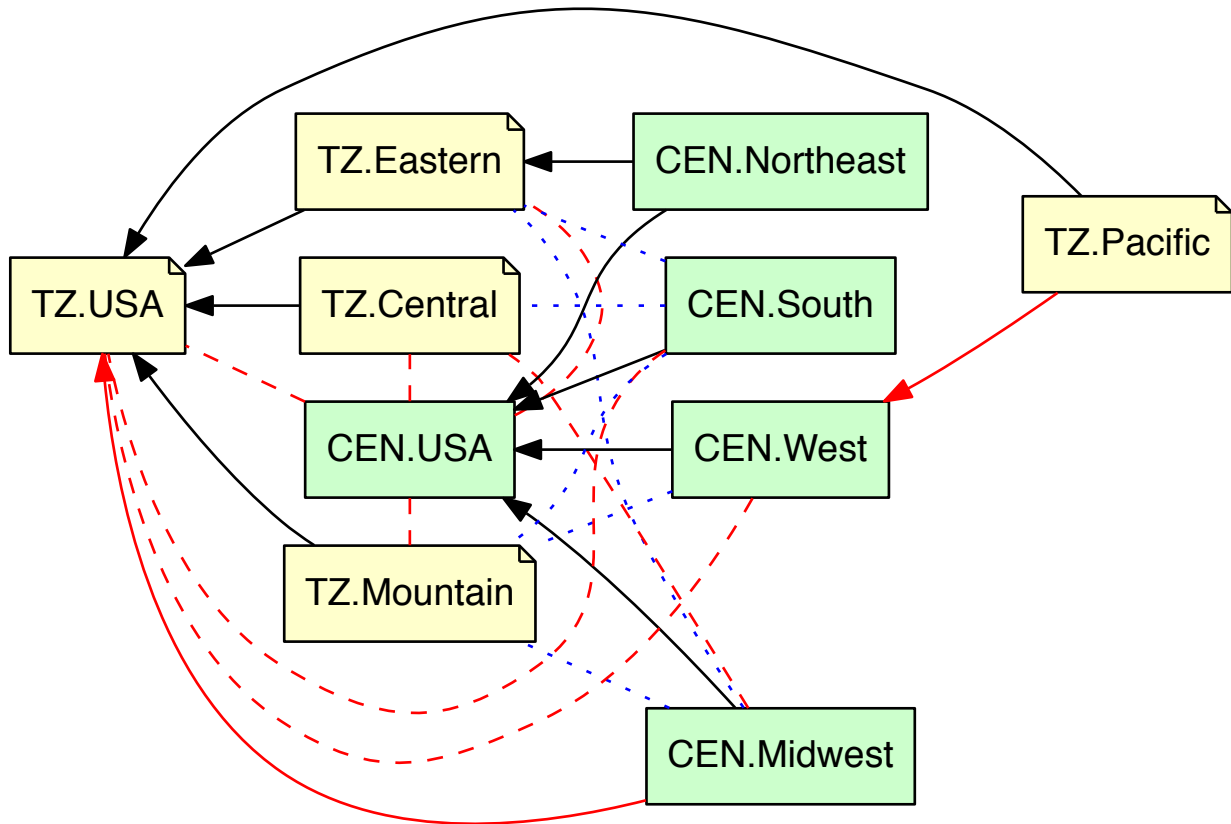 TZ.Eastern
CEN.Northeast
TZ.Pacific
TZ.USA
TZ.Central
CEN.South
CEN.USA
CEN.West
TZ.Mountain
CEN.Midwest